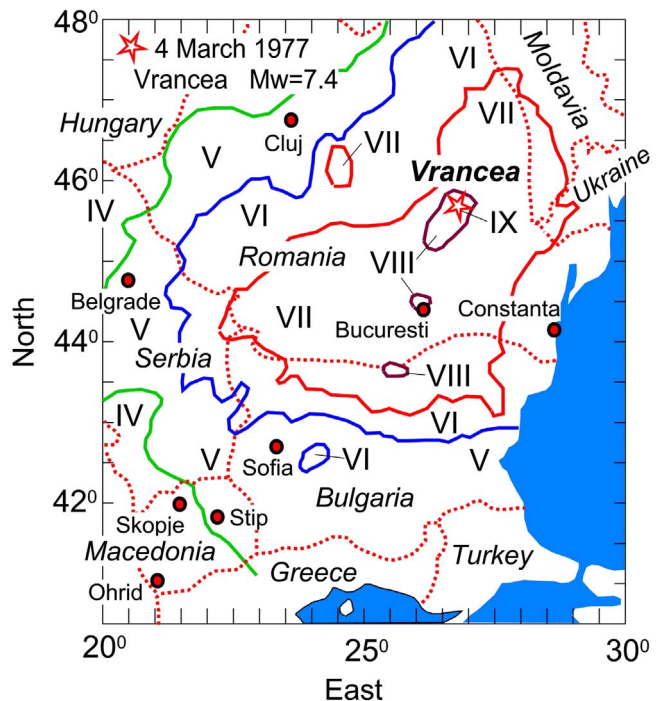 48⁰
4 March 1977
Vrancea Mw=7.4
VI
Moldavia
VII
Hungary
Cluj
VII
V
Vrancea
Ukraine
46⁰
IV
VI
IX
Romania
VIII
Belgrade
Constanta
V
VII
Bucuresti
North
44⁰
Serbia
VIII
IV
VI
V
Sofia
VI
V
Bulgaria
42⁰
Skopje
Stip
Macedonia
Turkey
Greece
Ohrid
20⁰
25⁰
30⁰
East